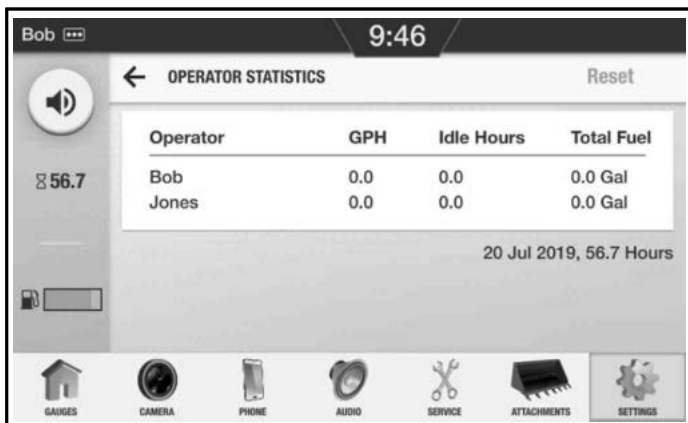 Bob
9:46
OPERATOR STATISTICS Reset
Operator GPH Idle Hours Total Fuel
56.7
Bob 0.0 0.0 0.0 Gal
Jones 0.0 0.0 0.0 Gal
20 Jul 2019, 56.7 Hours
GAUGES CAMERA PHONE AUDIO SERVICE ATTACHMENTS SETTINGS